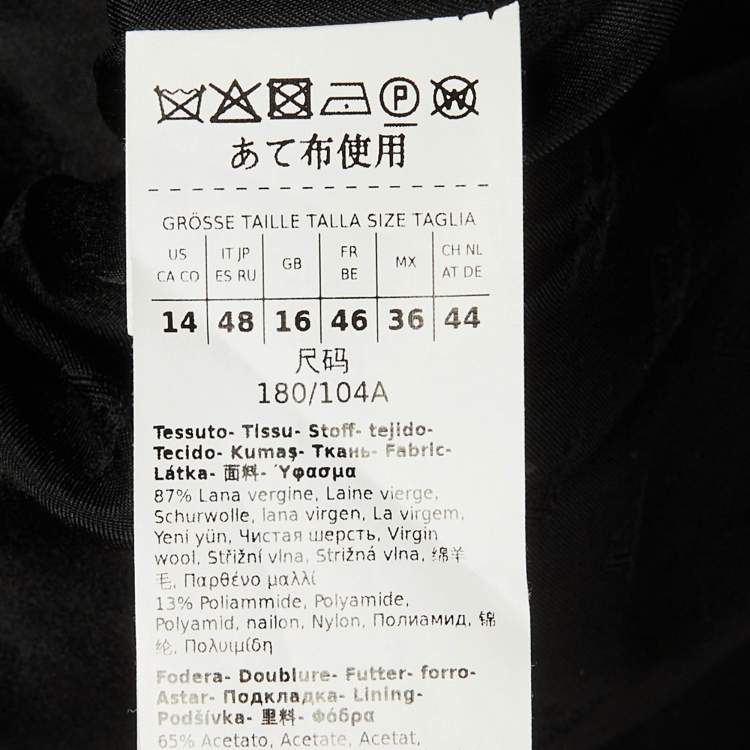 P W
あて布使用
GRÖSSE TAILLE TALLA SIZE TAGLIA
US CA CO | IT JP ES RU | GB | FR BE | MX | CH NL AT DE
14 | 48 | 16 | 46 | 36 | 44
尺码
180/104A
Tessuto- Tissu- Stoff- tejido-
Tecido- Kumaş- Ткань- Fabric-
Látka- 面料- Ύφασμα
87% Lana vergine, Laine vierge,
Schurwolle, lana virgen, La virgem,
Yeni yün, Чистая шерсть, Virgin
wool, Střižní vlna, Strižná vlna, 绵羊
毛, Παρθένο μαλλί
13% Poliammide, Polyamide,
Polyamid, nailon, Nylon, Полиамид, 锦
纶, Πολυιμίδη
Fodera- Doublure- Futter- forro-
Astar- Подкладка- Lining-
Podšívka- 里料- Φόδρα
65% Acetato, Acetate, Acetat,